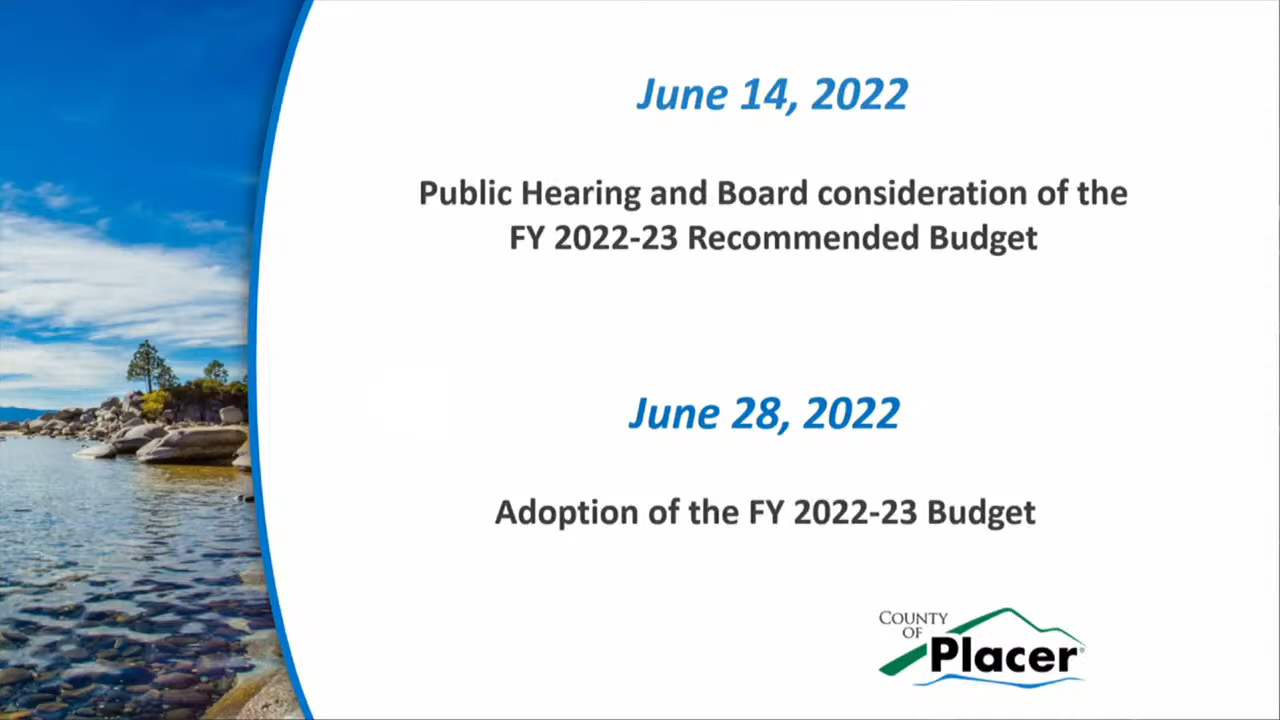 June 14, 2022
Public Hearing and Board consideration of the
FY 2022-23 Recommended Budget
June 28, 2022
Adoption of the FY 2022-23 Budget
COUNTY
OF
Placer®